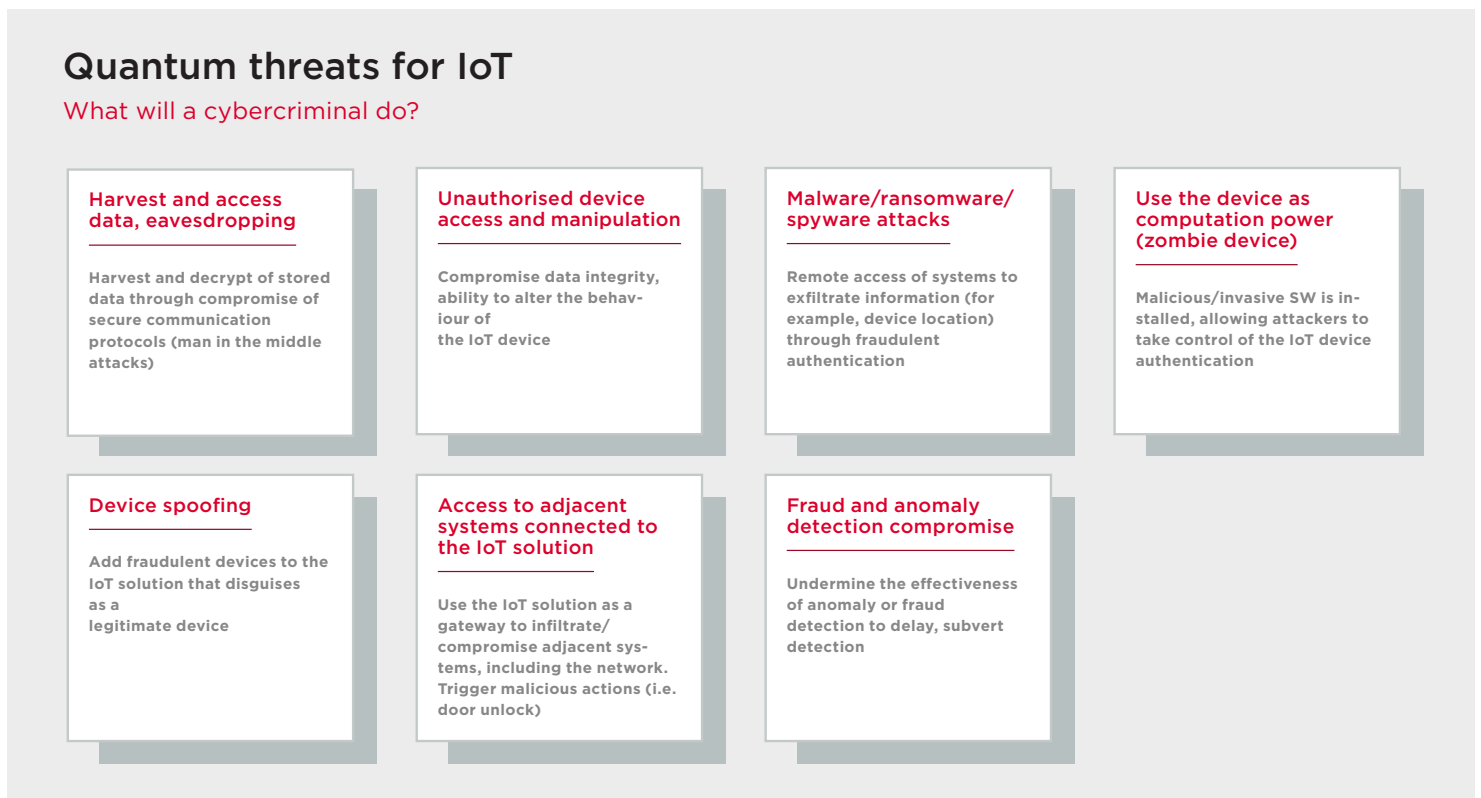 Quantum threats for IoT
What will a cybercriminal do?
Harvest and access
data, eavesdropping
Harvest and decrypt of stored
data through compromise of
secure communication
protocols (man in the middle
attacks)
Unauthorised device
access and manipulation
Compromise data integrity,
ability to alter the behav-
iour of
the IoT device
Malware/ransomware/
spyware attacks
Remote access of systems to
exfiltrate information (for
example, device location)
through fraudulent
authentication
Use the device as
computation power
(zombie device)
Malicious/invasive SW is in-
stalled, allowing attackers to
take control of the IoT device
authentication
Device spoofing
Add fraudulent devices to the
IoT solution that disguises
as a
legitimate device
Access to adjacent
systems connected to
the IoT solution
Use the IoT solution as a
gateway to infiltrate/
compromise adjacent sys-
tems, including the network.
Trigger malicious actions (i.e.
door unlock)
Fraud and anomaly
detection compromise
Undermine the effectiveness
of anomaly or fraud
detection to delay, subvert
detection